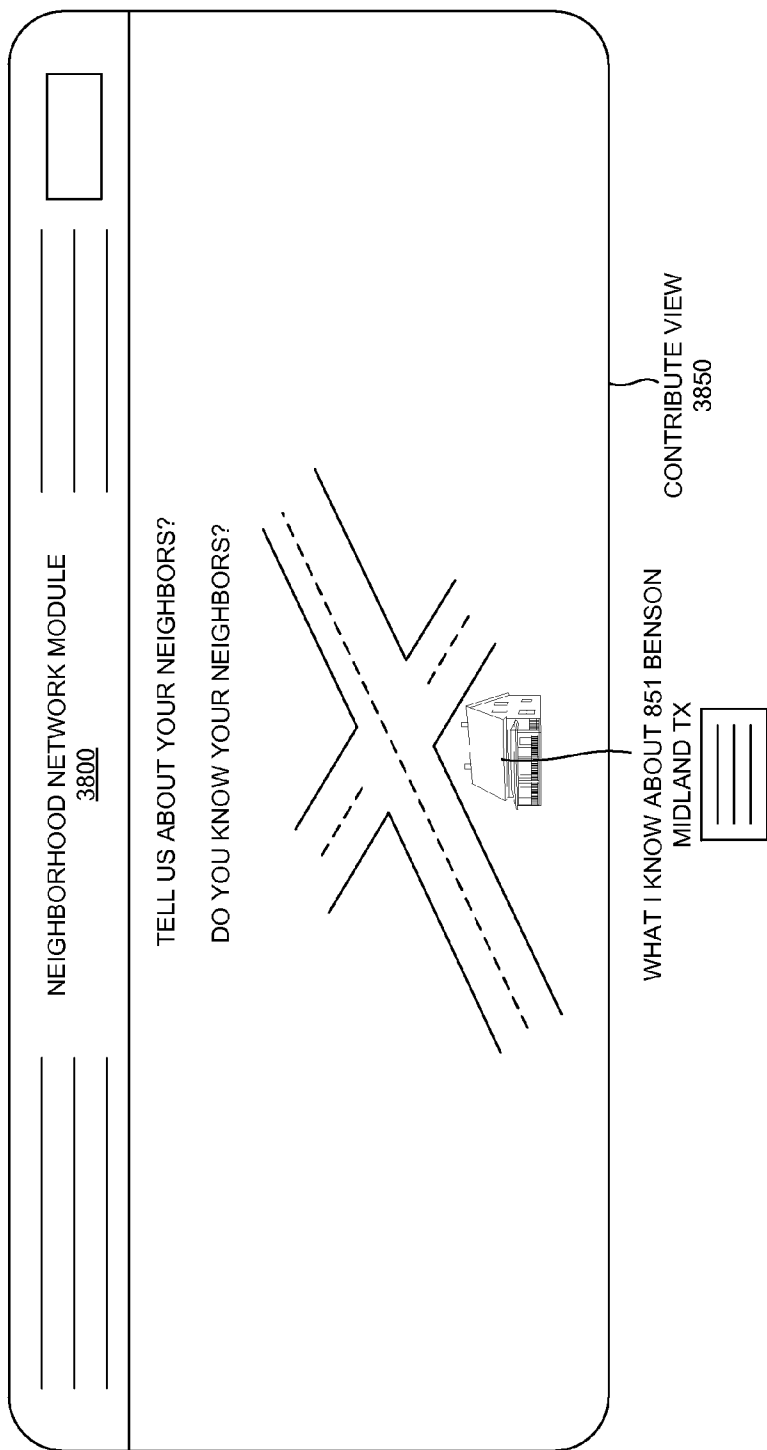 NEIGHBORHOOD NETWORK MODULE
3800
TELL US ABOUT YOUR NEIGHBORS?
DO YOU KNOW YOUR NEIGHBORS?
WHAT I KNOW ABOUT 851 BENSON
MIDLAND TX
CONTRIBUTE VIEW
3850